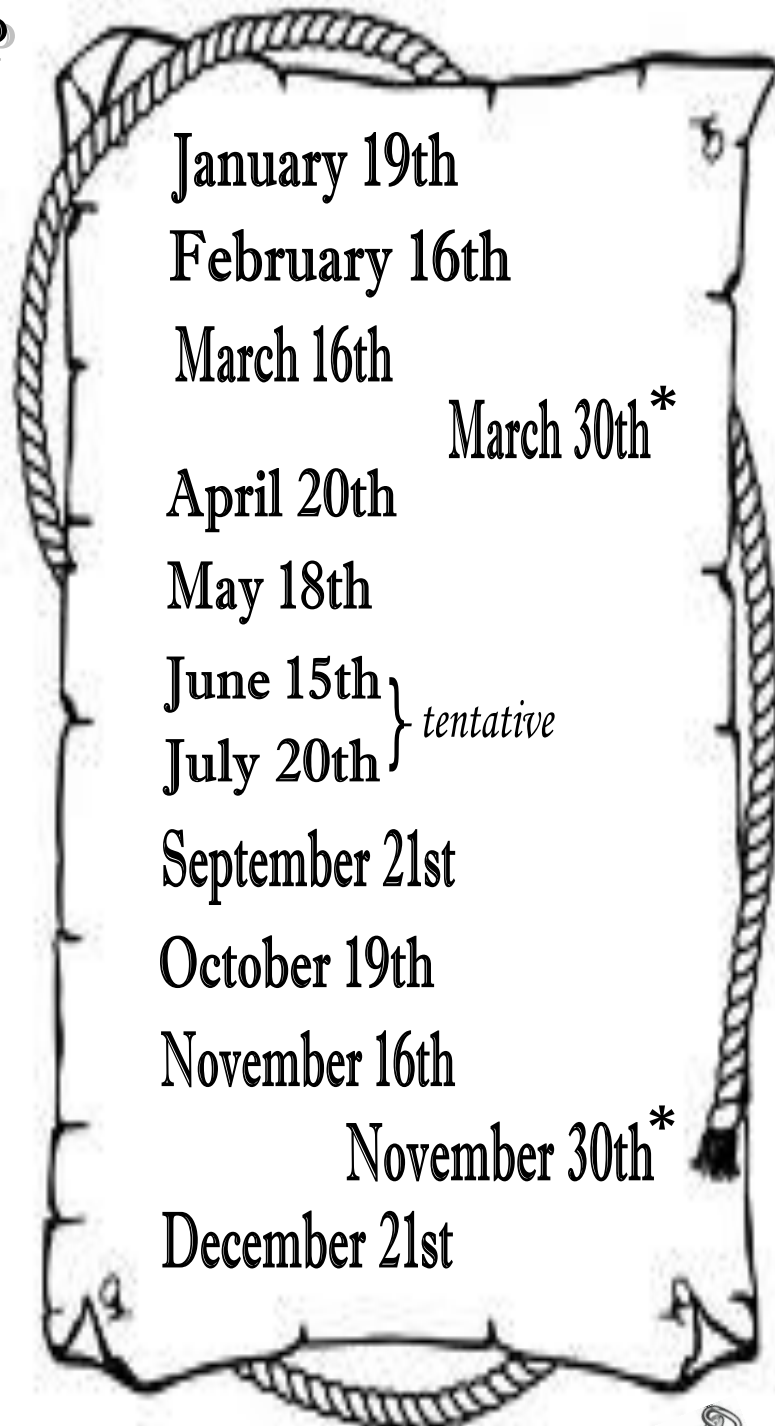 January 19th
February 16th
March 16th
March 30th*
April 20th
May 18th
June 15th
July 20th
} tentative
September 21st
October 19th
November 16th
November 30th*
December 21st